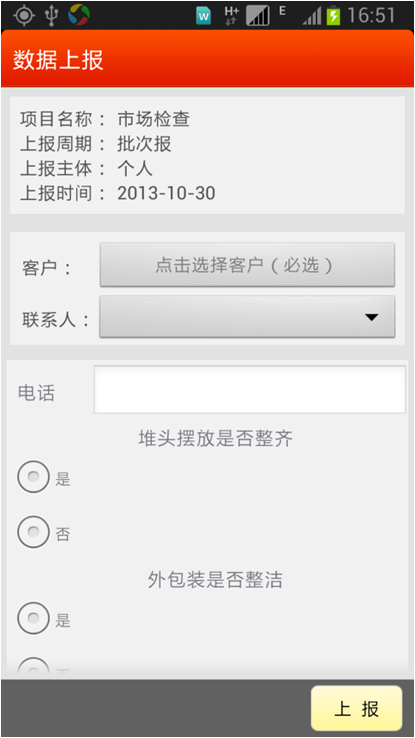 H+ E 16:51
数据上报
项目名称： 市场检查
上报周期： 批次报
上报主体： 个人
上报时间： 2013-10-30
客户： 点击选择客户（必选）
联系人：
电话
堆头摆放是否整齐
是
否
外包装是否整洁
是
上 报